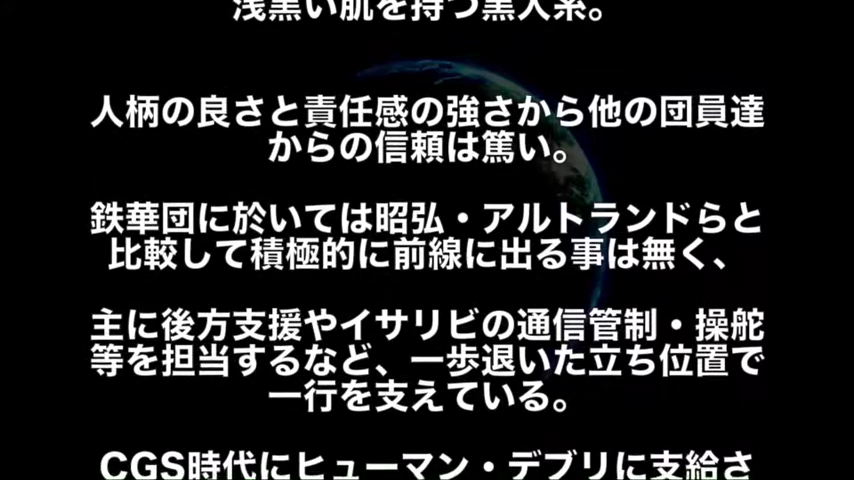 浅黒い肌を持つ黒人系。
人柄の良さと責任感の強さから他の団員達
からの信頼は篤い。
鉄華団に於いては昭弘・アルトランドらと
比較して積極的に前線に出る事は無く、
主に後方支援やイサリビの通信管制・操舵
等を担当するなど、一歩退いた立ち位置で
一行を支えている。
CGS時代にヒューマン・デブリに支給さ